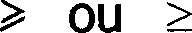 ⩾ ou ≥